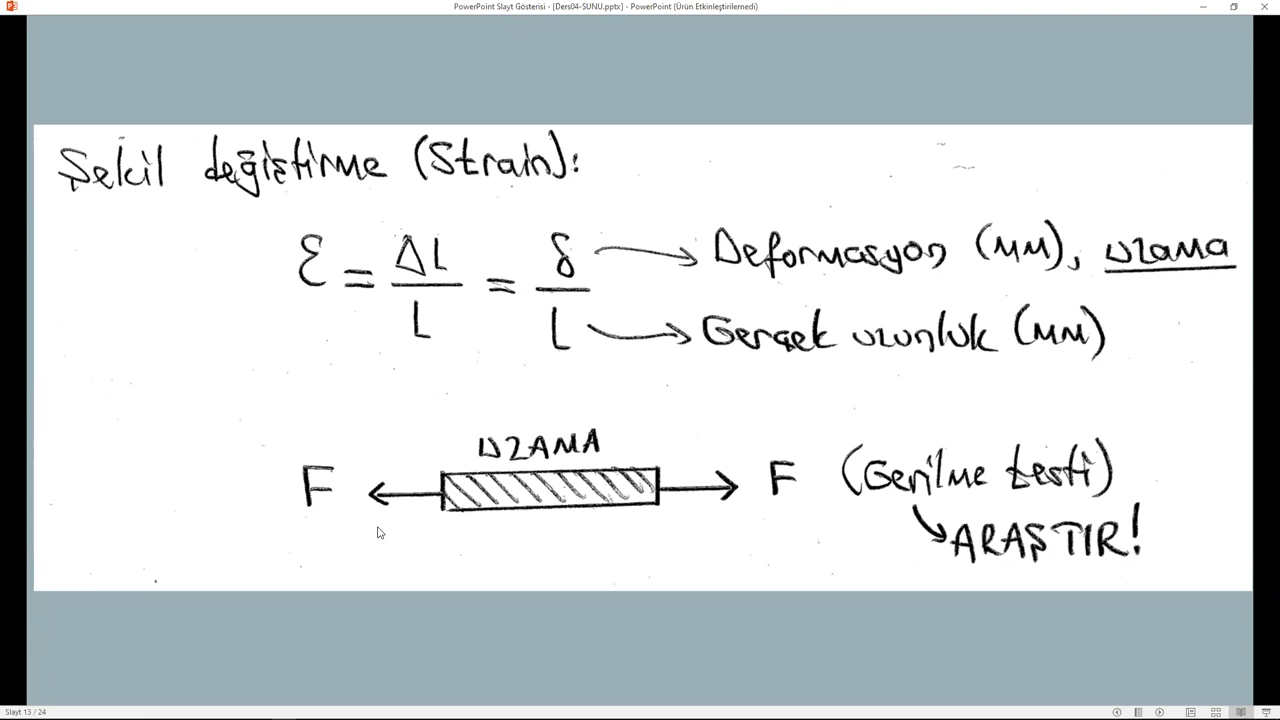 PowerPoint Slayt Gösterisi - [Ders04-SUNU.pptx] - PowerPoint (Ürün Etkinleştirilemedi)
Şekil değiştirme (Strain):
ε = ΔL / L = δ / L
δ → Deformasyon (MM), uzama
L → Gerçek uzunluk (MM)
UZAMA
F ← → F (Gerilme testi)
↘ ARAŞTIR!
Slayt 13 / 24